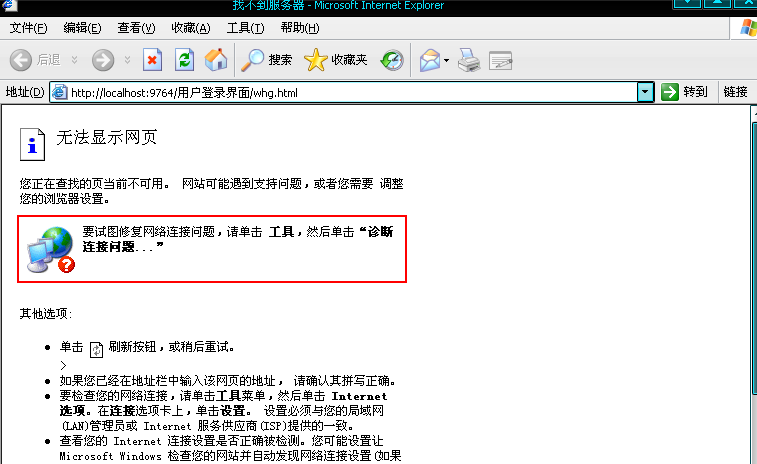 找不到服务器 - Microsoft Internet Explorer
文件(F) 编辑(E) 查看(V) 收藏(A) 工具(T) 帮助(H)
后退 搜索 收藏夹
地址(D) http://localhost:9764/用户登录界面/whg.html 转到 链接
无法显示网页
您正在查找的页当前不可用。 网站可能遇到支持问题，或者您需要 调整
您的浏览器设置。
要试图修复网络连接问题，请单击 工具，然后单击“诊断
连接问题...”
其他选项:
单击 刷新按钮，或稍后重试。
>
如果您已经在地址栏中输入该网页的地址， 请确认其拼写正确。
要检查您的网络连接，请单击工具菜单，然后单击 Internet
选项。在连接选项卡上，单击设置。 设置必须与您的局域网
(LAN)管理员或 Internet 服务供应商(ISP)提供的一致。
查看您的 Internet 连接设置是否正确被检测。您可能设置让
Microsoft Windows 检查您的网站并自动发现网络连接设置(如果